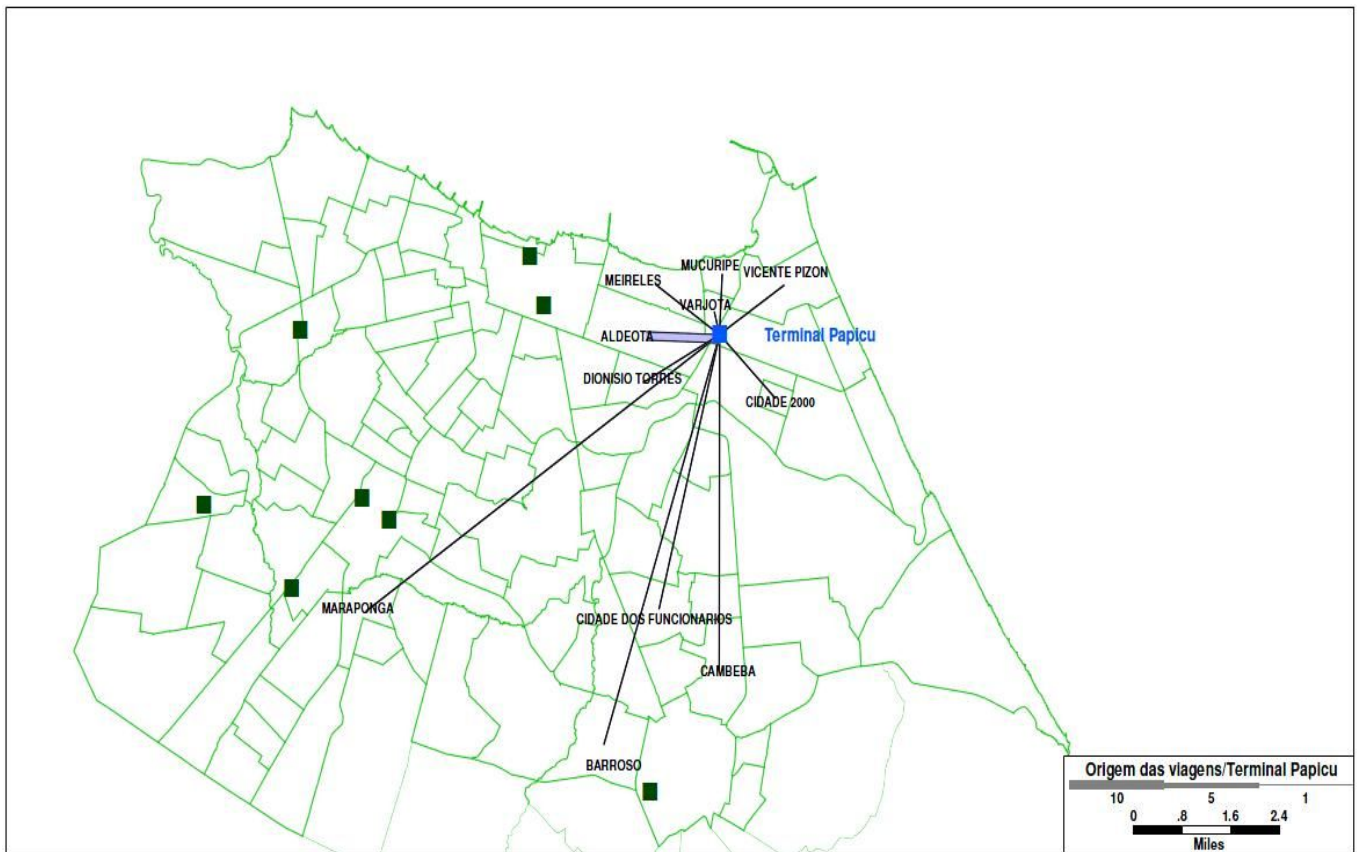 MUCURIPE
VICENTE PIZON
MEIRELES
VARJOTA
ALDEOTA
Terminal Papicu
DIONISIO TORRES
CIDADE 2000
MARAPONGA
CIDADE DOS FUNCIONARIOS
CAMBEBA
BARROSO
Origem das viagens/Terminal Papicu
10 5 1
0 .8 1.6 2.4
Miles